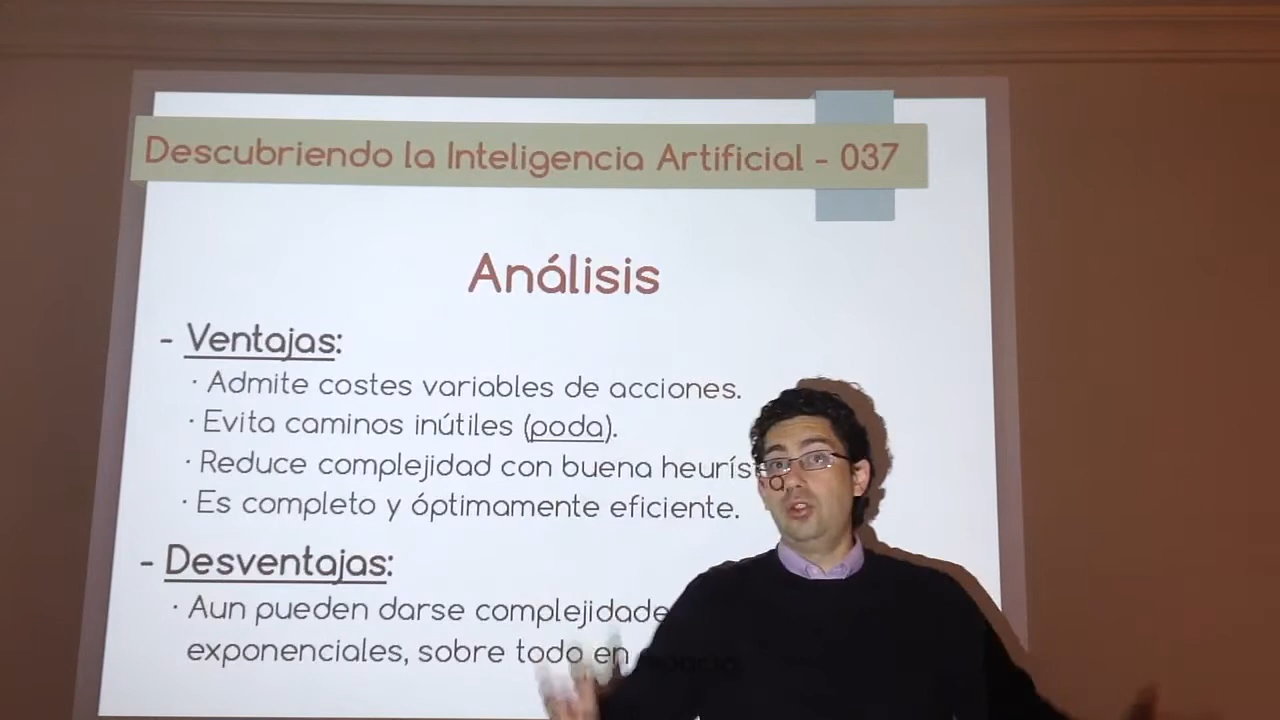 Descubriendo la Inteligencia Artificial - 037
Análisis
- Ventajas:
· Admite costes variables de acciones.
· Evita caminos inútiles (poda).
· Reduce complejidad con buena
· Es completo y óptimamente eficiente.
- Desventajas:
· Aun pueden darse
exponenciales, sobre todo en